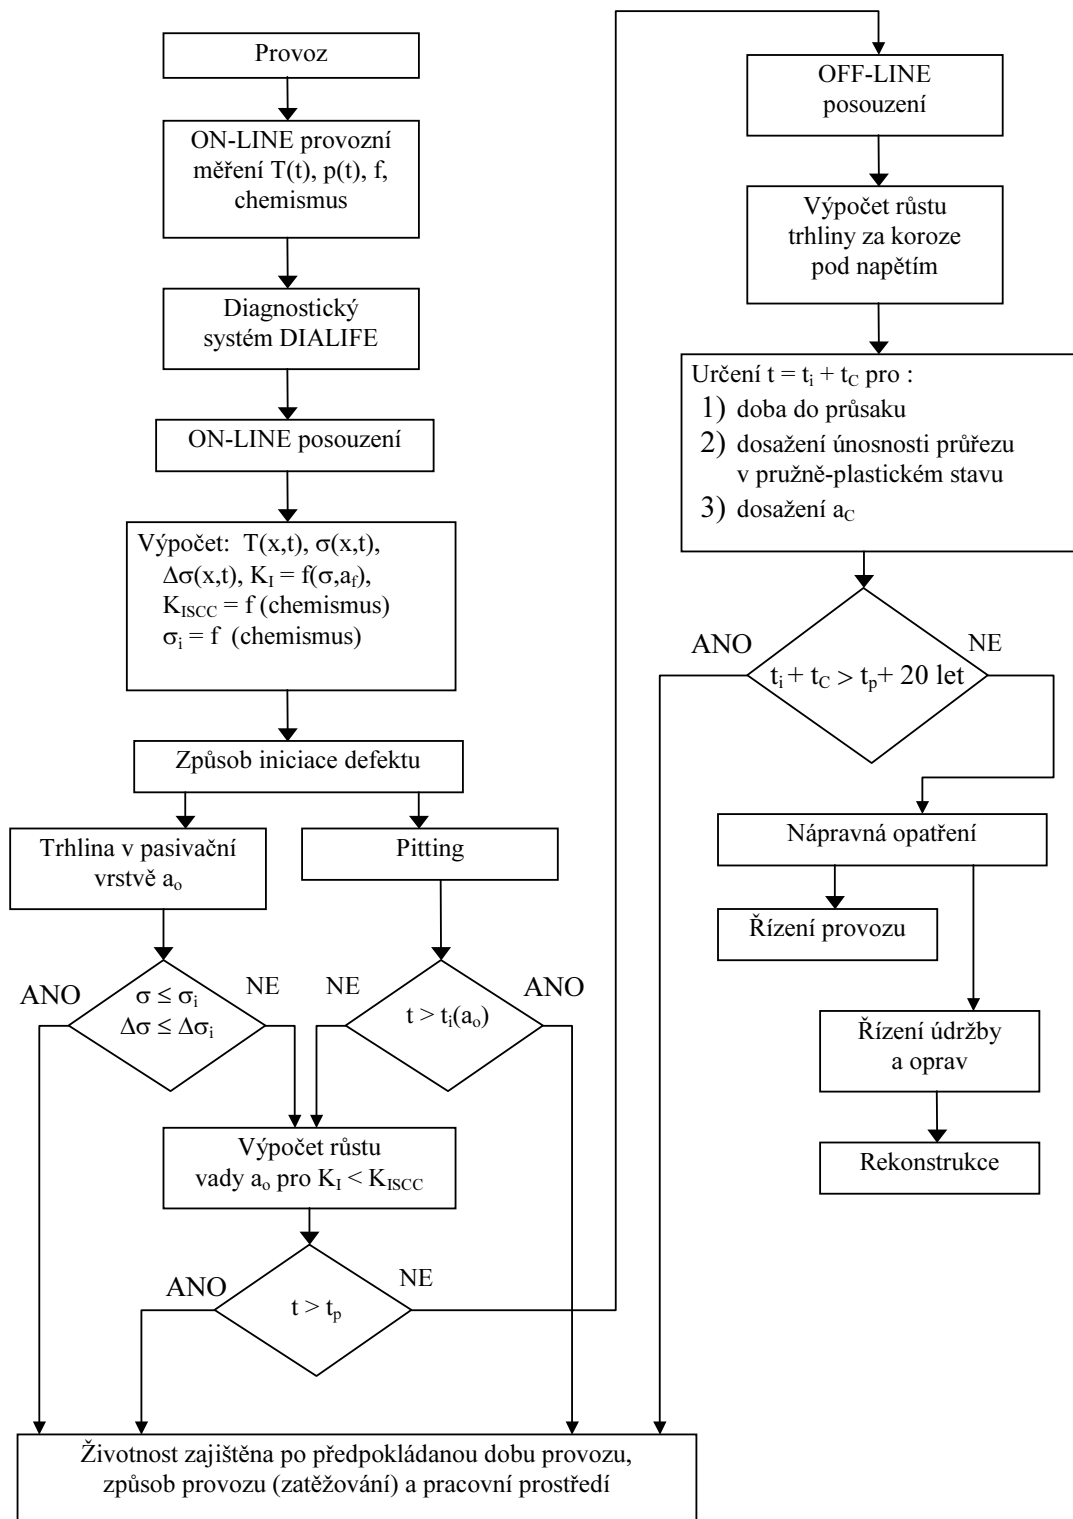 Provoz
ON-LINE provozní
měření T(t), p(t), f,
chemismus
Diagnostický
systém DIALIFE
ON-LINE posouzení
Výpočet: T(x,t), σ(x,t),
Δσ(x,t), K_I = f(σ,a_f),
K_ISCC = f (chemismus)
σ_i = f (chemismus)
Způsob iniciace defektu
Trhlina v pasivační
vrstvě a_o
Pitting
ANO
σ ≤ σ_i
Δσ ≤ Δσ_i
NE
NE
t > t_i(a_o)
ANO
Výpočet růstu
vady a_o pro K_I < K_ISCC
ANO
t > t_p
NE
OFF-LINE
posouzení
Výpočet růstu
trhliny za koroze
pod napětím
Určení t = t_i + t_C pro :
1) doba do průsaku
2) dosažení únosnosti průřezu
v pružně-plastickém stavu
3) dosažení a_C
ANO
t_i + t_C > t_p + 20 let
NE
Nápravná opatření
Řízení provozu
Řízení údržby
a oprav
Rekonstrukce
Životnost zajištěna po předpokládanou dobu provozu,
způsob provozu (zatěžování) a pracovní prostředí